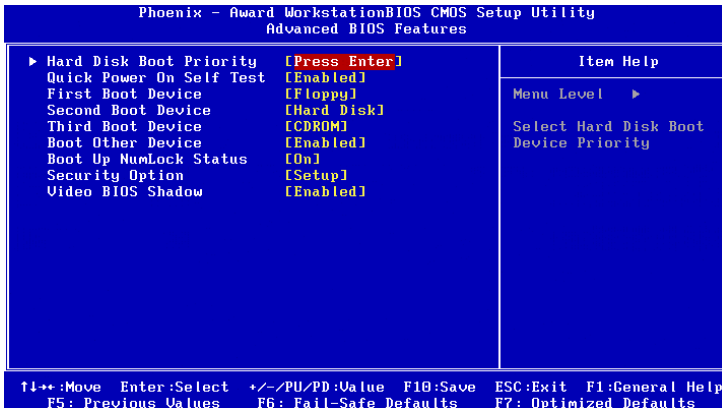 Phoenix - Award WorkstationBIOS CMOS Setup Utility
Advanced BIOS Features
▶ Hard Disk Boot Priority [Press Enter]
Quick Power On Self Test [Enabled]
First Boot Device [Floppy]
Second Boot Device [Hard Disk]
Third Boot Device [CDROM]
Boot Other Device [Enabled]
Boot Up NumLock Status [On]
Security Option [Setup]
Video BIOS Shadow [Enabled]
Item Help
Menu Level ▶
Select Hard Disk Boot
Device Priority
↑↓→←:Move Enter:Select +/-/PU/PD:Value F10:Save ESC:Exit F1:General Help
F5: Previous Values F6: Fail-Safe Defaults F7: Optimized Defaults